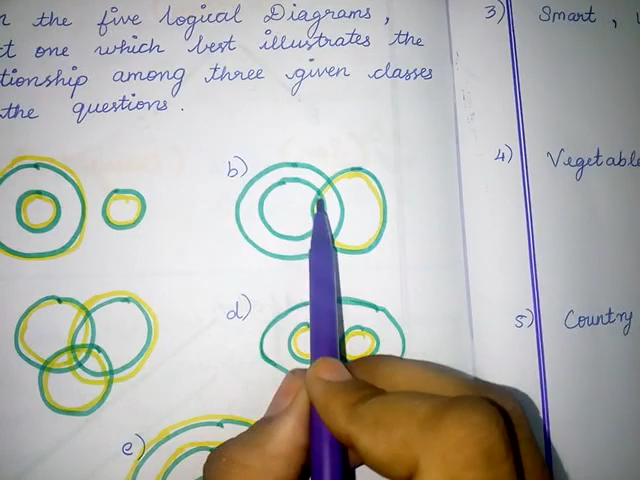 the five logical Diagrams,
one which best illustrates the
among three given classes
the questions.
3) Smart,
b)
4) Vegetable
d)
5) Country
e)